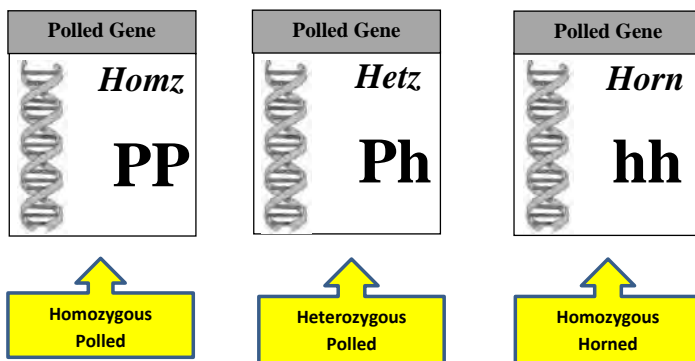 Polled Gene
Homz
PP
Homozygous
Polled
Polled Gene
Hetz
Ph
Heterozygous
Polled
Polled Gene
Horn
hh
Homozygous
Horned